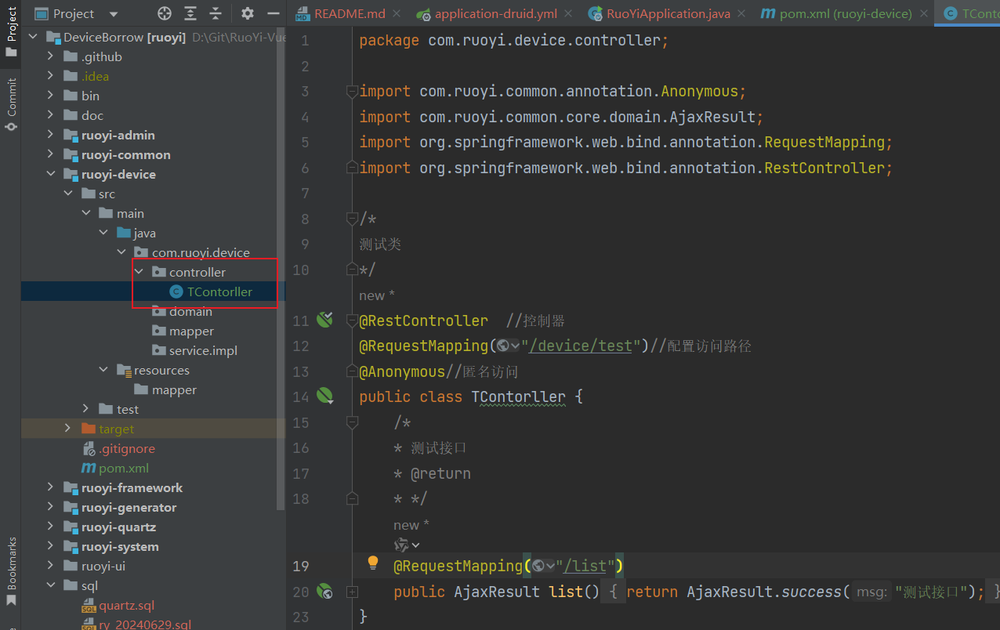 Project
Commit
Bookmarks
Project
DeviceBorrow [ruoyi] D:\Git\RuoYi-Vue
.github
.idea
bin
doc
ruoyi-admin
ruoyi-common
ruoyi-device
src
main
java
com.ruoyi.device
controller
TContorller
domain
mapper
service.impl
resources
mapper
test
target
.gitignore
pom.xml
ruoyi-framework
ruoyi-generator
ruoyi-quartz
ruoyi-system
ruoyi-ui
sql
quartz.sql
ry_20240629.sql
README.md application-druid.yml RuoYiApplication.java pom.xml (ruoyi-device) TConto
1 package com.ruoyi.device.controller;
2
3 import com.ruoyi.common.annotation.Anonymous;
4 import com.ruoyi.common.core.domain.AjaxResult;
5 import org.springframework.web.bind.annotation.RequestMapping;
6 import org.springframework.web.bind.annotation.RestController;
7
8 /*
9 测试类
10 */
new *
11 @RestController //控制器
12 @RequestMapping("/device/test")//配置访问路径
13 @Anonymous//匿名访问
14 public class TContorller {
15 /*
16 * 测试接口
17 * @return
18 * */
new *
19 @RequestMapping("/list")
20 public AjaxResult list() { return AjaxResult.success( msg: "测试接口"); }
23 }